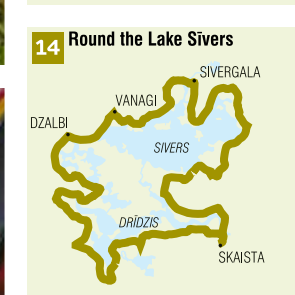 14 Round the Lake Sīvers
SIVERGALA
VANAGI
DZALBI
SIVERS
DRĪDZIS
SKAISTA